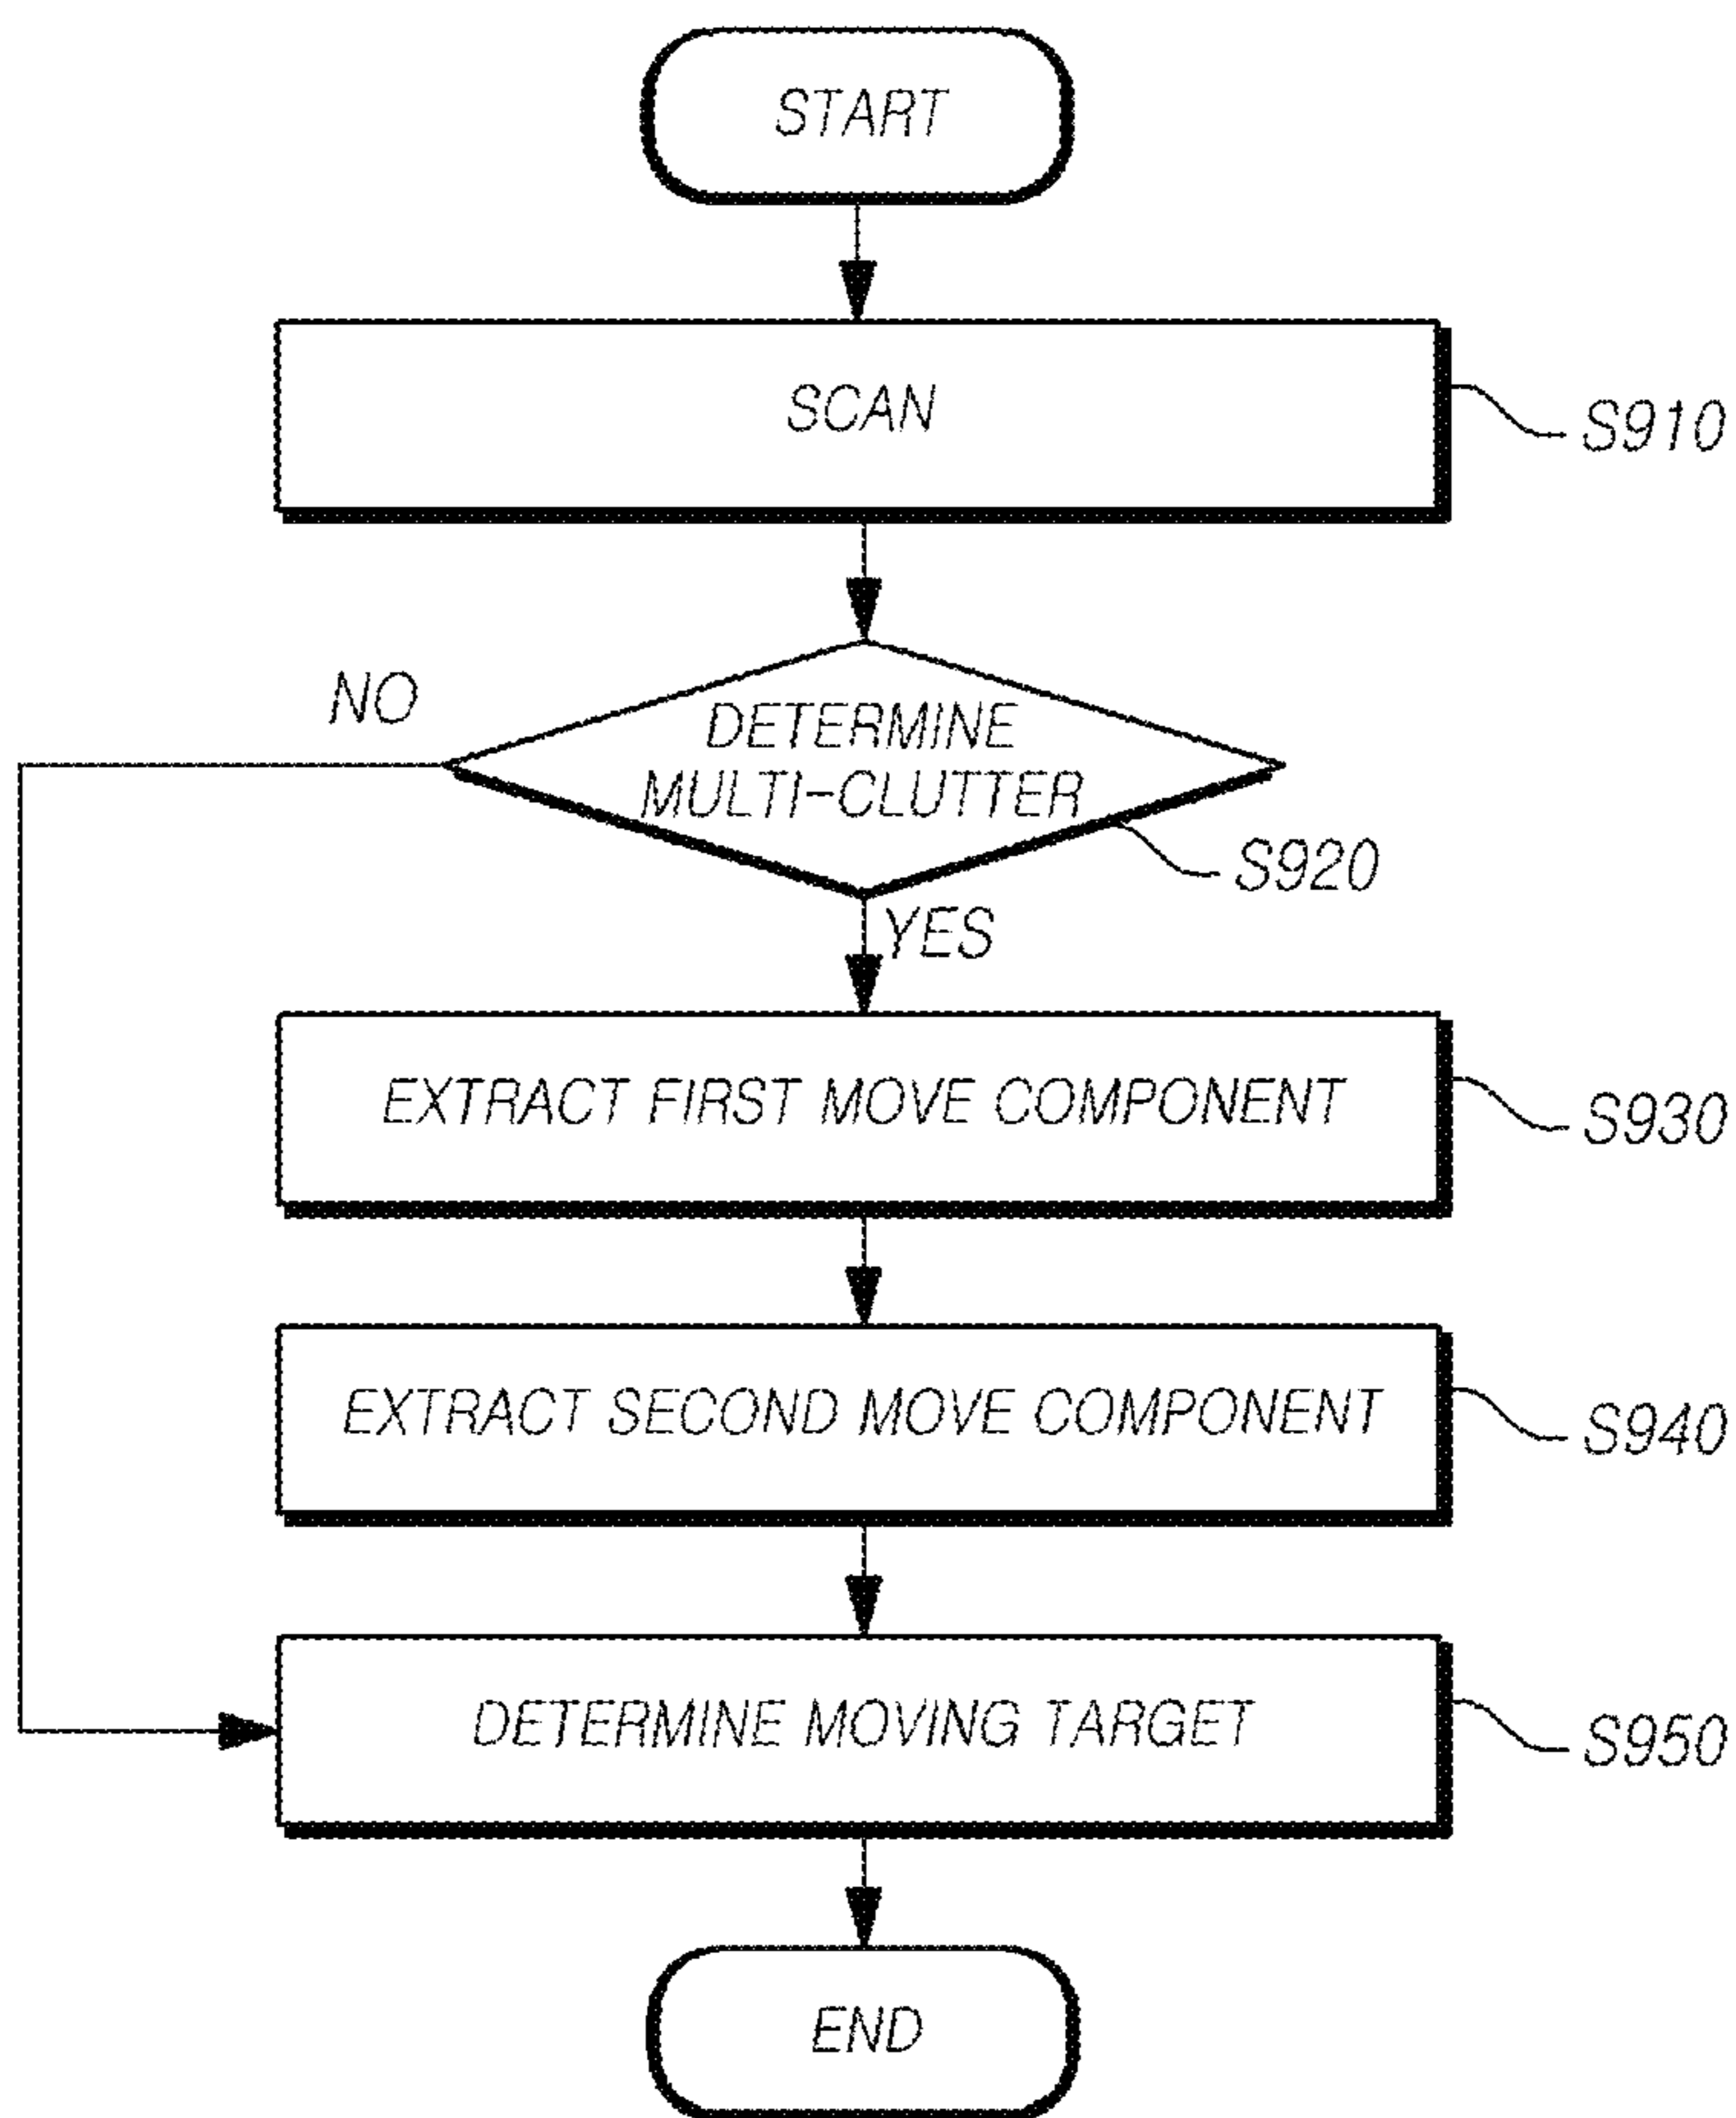 START
SCAN
S910
NO
DETERMINE
MULTI-CLUTTER
S920
YES
EXTRACT FIRST MOVE COMPONENT
S930
EXTRACT SECOND MOVE COMPONENT
S940
DETERMINE MOVING TARGET
S950
END